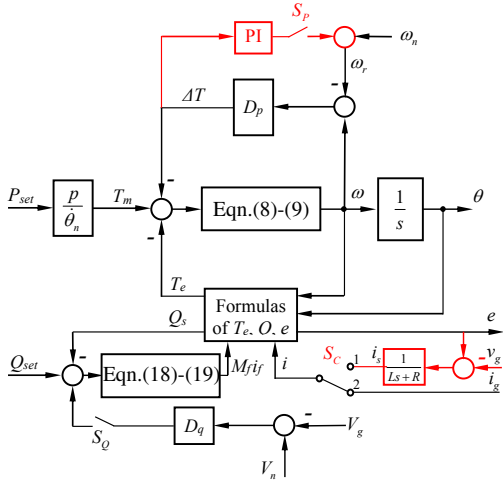 S_P
PI
ω_n
ω_r
-
ΔT
D_p
-
P_set
p
θ̇_n
T_m
-
Eqn.(8)-(9)
ω
1
s
θ
-
T_e
Formulas
of T_e, O, e
Q_s
e
-
S_C
1
i_s
1
Ls+R
-
v_g
Q_set
Eqn.(18)-(19)
M_f i_f
i
2
i_g
S_Q
D_q
-
V_g
V_n